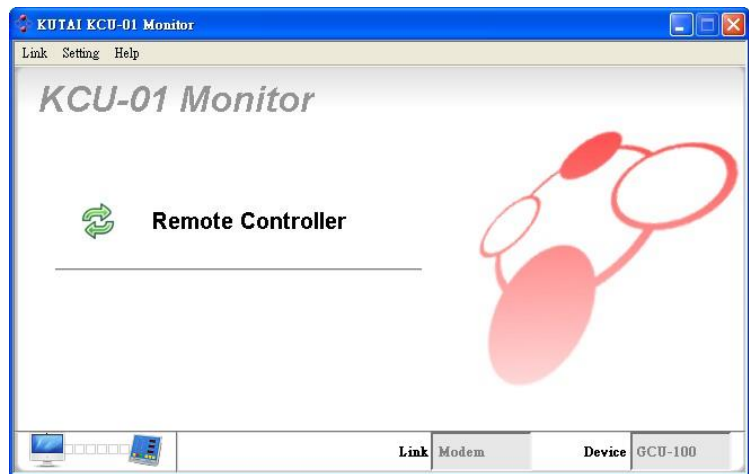 KUTAI KCU-01 Monitor
Link Setting Help
KCU-01 Monitor
Remote Controller
Link Modem Device GCU-100